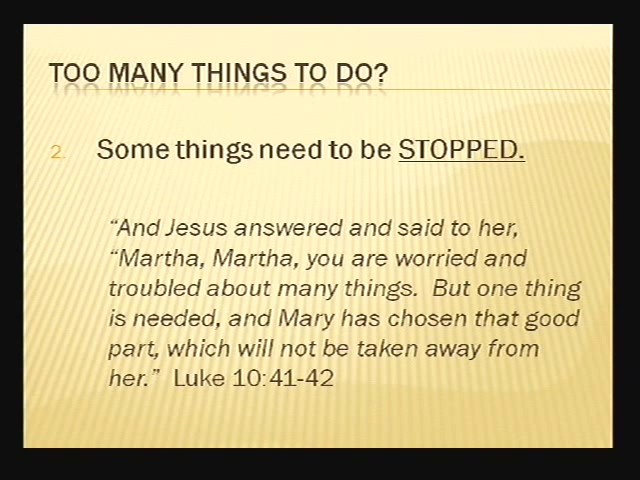 TOO MANY THINGS TO DO?
2. Some things need to be STOPPED.
“And Jesus answered and said to her,
“Martha, Martha, you are worried and
troubled about many things.  But one thing
is needed, and Mary has chosen that good
part, which will not be taken away from
her.”  Luke 10:41-42